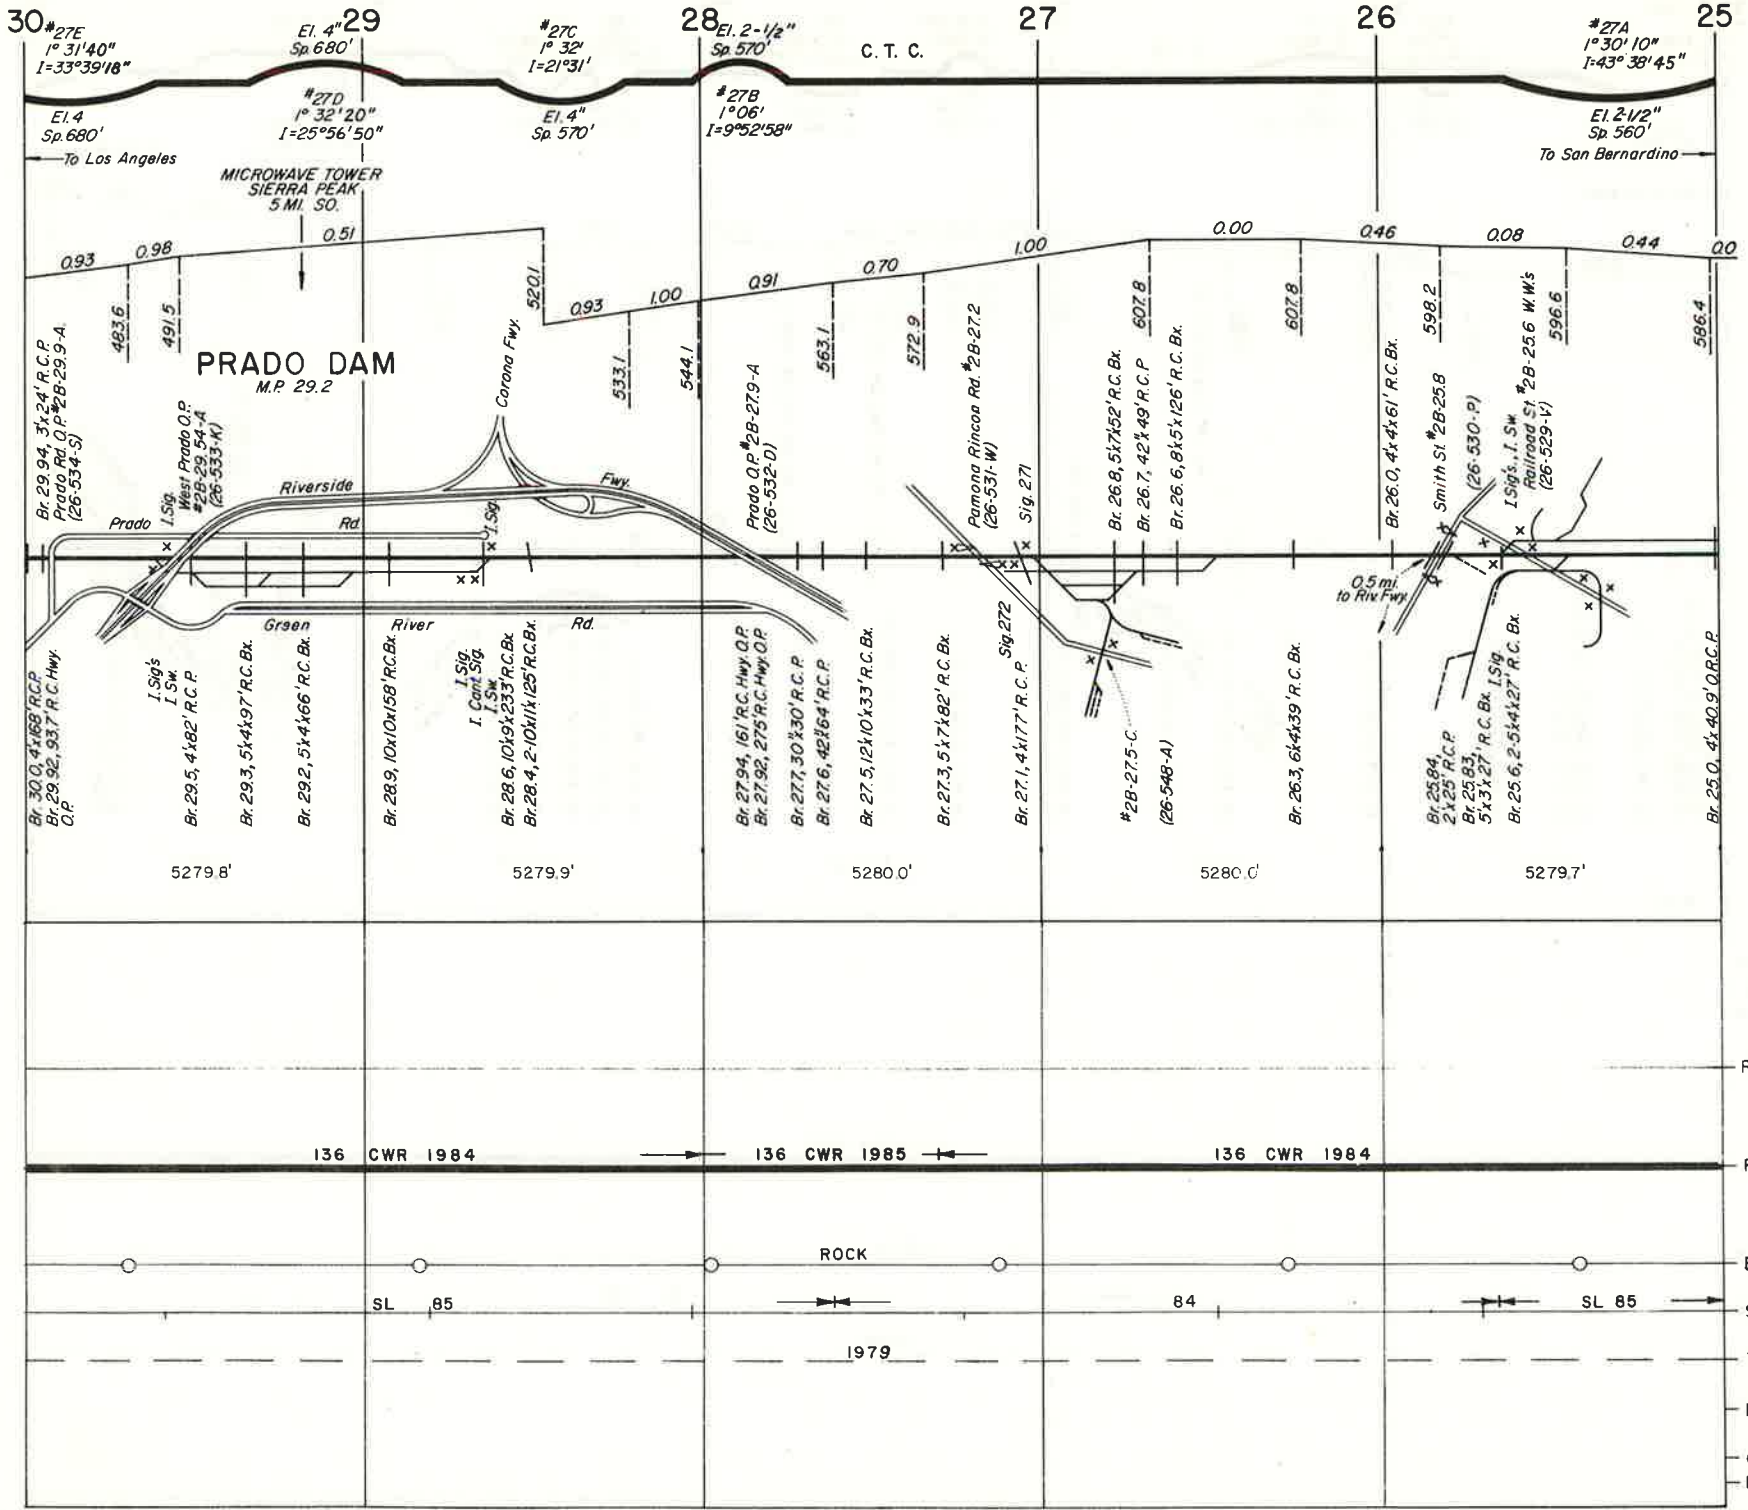 30 29 28 27 26 25
#27E
1° 31' 40"
I=33°39'18"
El. 4"
Sp. 680'
#27C
1° 32'
I=21°31'
El. 2-1/2"
Sp. 570'
C. T. C.
#27A
1° 30' 10"
I=43° 38' 45"
El. 4
Sp. 680'
#27D
1° 32' 20"
I=25°56'50"
El. 4"
Sp. 570'
#27B
1° 06'
I=9°52'58"
El. 2-1/2"
Sp. 560'
To Los Angeles
To San Bernardino
MICROWAVE TOWER
SIERRA PEAK
5 MI. SO.
0.93 0.98 0.51 0.93 1.00 0.91 0.70 1.00 0.00 0.46 0.08 0.44 0.0
483.6
491.5
520.1
533.1
544.1
563.1
572.9
607.8
607.8
598.2
596.6
586.4
PRADO DAM
M.P. 29.2
Br. 29.94, 3'x24' R.C.P.
Prado Rd. O.P. #2B-29.9-A.
(26-534-S)
I. Sig.
West Prado O.P.
#2B-29.54-A
(26-533-K)
Corona Fwy.
I. Sig.
Prado O.P. #2B-27.9-A
(26-532-D)
Pamona Rincon Rd. #2B-27.2
(26-531-W)
Sig. 271
Br. 26.8, 5'x7'x52' R.C. Bx.
Br. 26.7, 42"x49' R.C.P
Br. 26.6, 8'x5'x126' R.C. Bx.
Br. 26.0, 4'x4'x61' R.C. Bx.
Smith St. #2B-25.8
(26-530-P)
I Sig's., I. Sw.
Railroad St. #2B-25.6 W.W's
(26-529-V)
Riverside Fwy.
Prado Rd.
Green River Rd.
0.5 mi.
to Riv. Fwy.
Br. 30.0, 4'x168' R.C.P.
Br. 29.92, 93.7' R.C. Hwy.
O.P.
I. Sig's
I Sw.
Br. 29.5, 4'x82' R.C.P.
Br. 29.3, 5'x4'x97' R.C. Bx.
Br. 29.2, 5'x4'x66' R.C. Bx.
Br. 28.9, 10'x10'x158' R.C. Bx.
I. Sig.
I. Cant. Sig.
I. Sw.
Br. 28.6, 10'x9'x233' R.C. Bx.
Br. 28.4, 2-10'x11'x125' R.C. Bx.
Br. 27.94, 161' R.C. Hwy. O.P.
Br. 27.92, 275' R.C. Hwy. O.P.
Br. 27.7, 30"x30' R.C.P.
Br. 27.6, 42"x64' R.C.P.
Br. 27.5, 12'x10'x33' R.C. Bx.
Br. 27.3, 5'x7'x82' R.C. Bx.
Sig. 272
Br. 27.1, 4'x177' R.C.P.
#2B-27.5-C
(26-548-A)
Br. 26.3, 6'x4'x39' R.C. Bx.
Br. 25.84,
2'x25' R.C.P.
Br. 25.83,
5'x3'x27' R.C. Bx.
I. Sig.
Br. 25.6, 2-5'x4'x27' R.C. Bx.
Br. 25.0, 4'x40.9' O.R.C.P.
5279.8' 5279.9' 5280.0' 5280.0' 5279.7'
136 CWR 1984 136 CWR 1985 136 CWR 1984
ROCK
SL 85 84 SL 85
1979